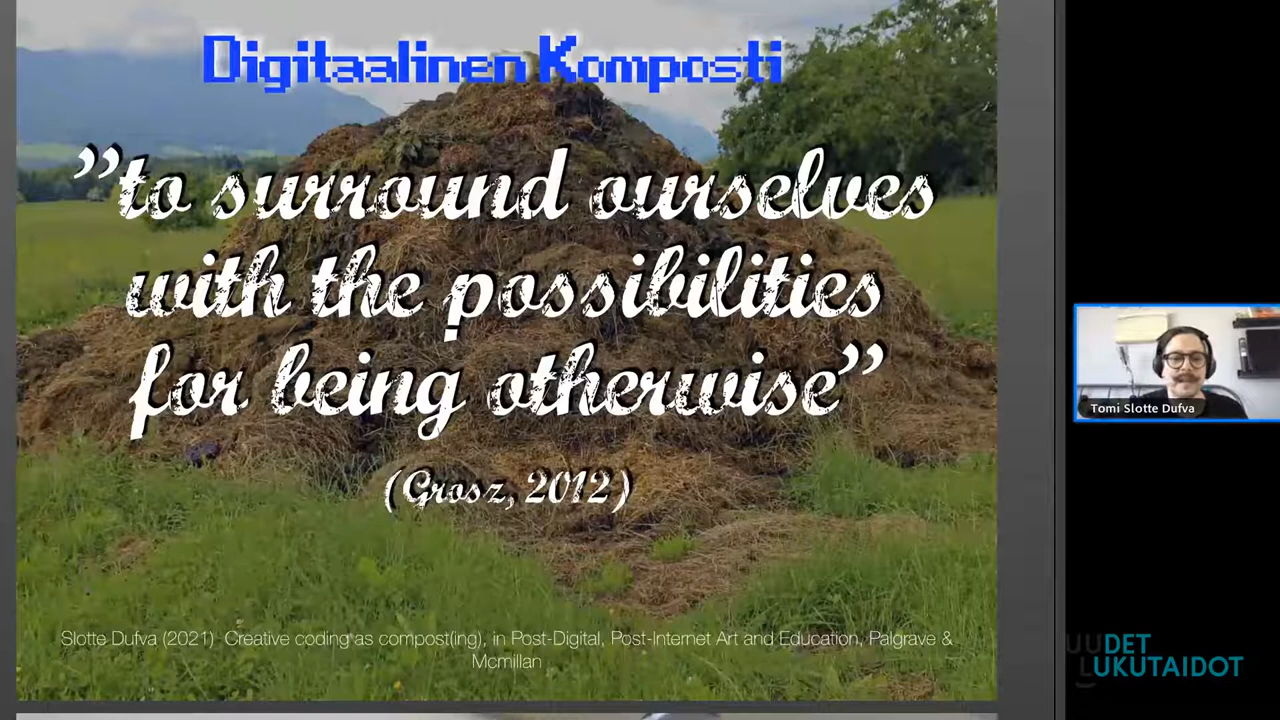 Digitaalinen Komposti
”to surround ourselves
with the possibilities
for being otherwise”
(Grosz, 2012)
Slotte Dufva (2021) Creative coding as compost(ing), in Post-Digital, Post-Internet Art and Education, Palgrave &
Mcmillan
Tomi Slotte Dufva
UUDET
LUKUTAIDOT